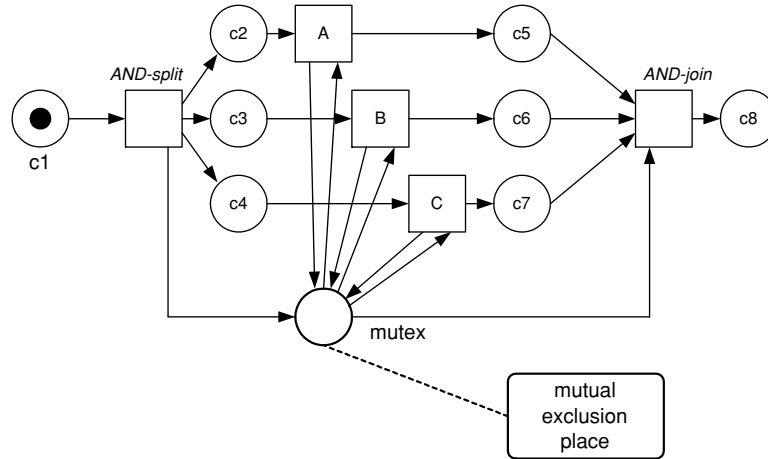 c2
A
c5
AND-split
AND-join
c3
B
c6
c8
c1
c4
C
c7
mutex
mutual
exclusion
place